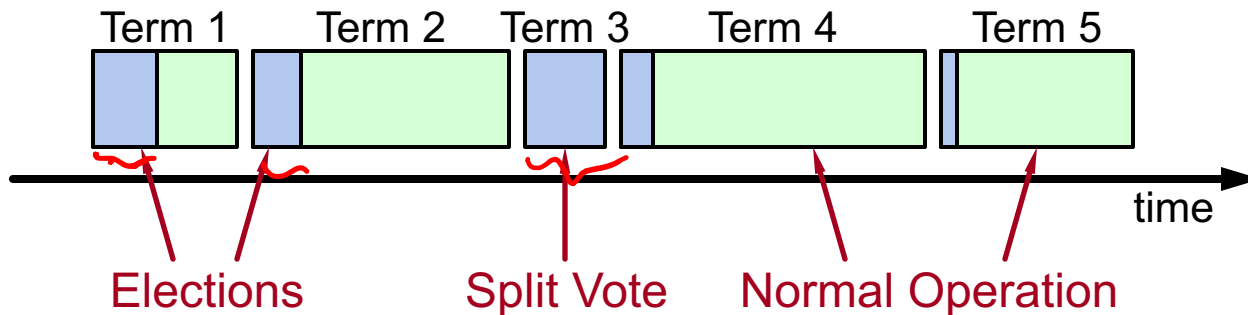 Term 1 Term 2 Term 3 Term 4 Term 5
time
Elections Split Vote Normal Operation